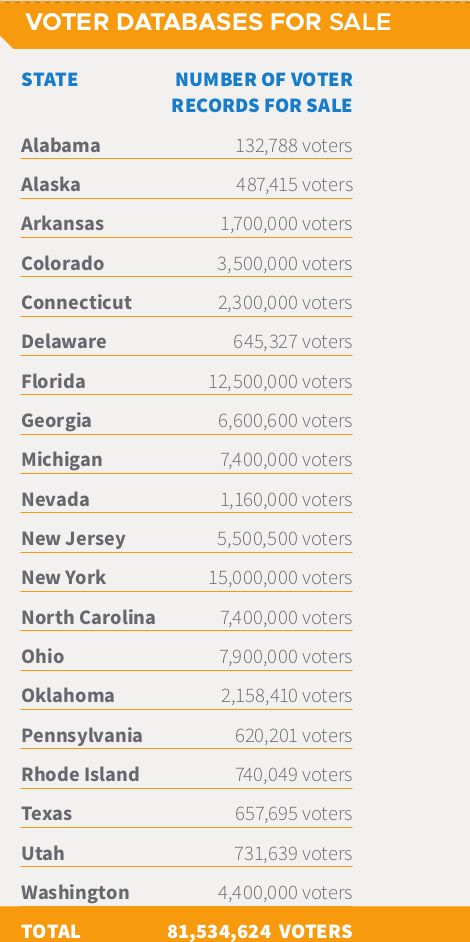 VOTER DATABASES FOR SALE
STATE NUMBER OF VOTER
RECORDS FOR SALE
Alabama 132,788 voters
Alaska 487,415 voters
Arkansas 1,700,000 voters
Colorado 3,500,000 voters
Connecticut 2,300,000 voters
Delaware 645,327 voters
Florida 12,500,000 voters
Georgia 6,600,600 voters
Michigan 7,400,000 voters
Nevada 1,160,000 voters
New Jersey 5,500,500 voters
New York 15,000,000 voters
North Carolina 7,400,000 voters
Ohio 7,900,000 voters
Oklahoma 2,158,410 voters
Pennsylvania 620,201 voters
Rhode Island 740,049 voters
Texas 657,695 voters
Utah 731,639 voters
Washington 4,400,000 voters
TOTAL 81,534,624 VOTERS